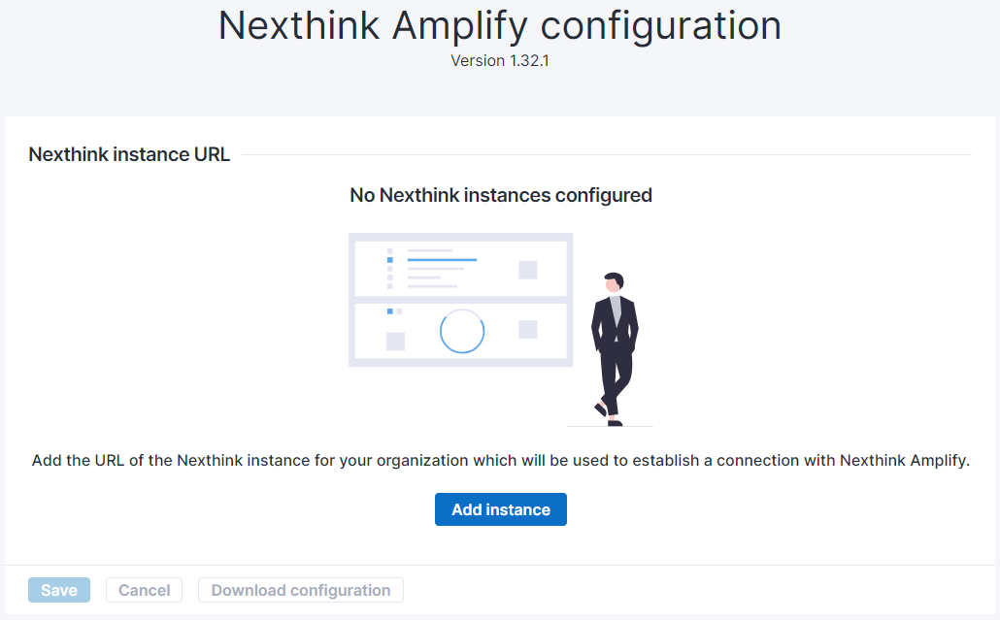 Nexthink Amplify configuration
Version 1.32.1
Nexthink instance URL
No Nexthink instances configured
Add the URL of the Nexthink instance for your organization which will be used to establish a connection with Nexthink Amplify.
Add instance
Save
Cancel
Download configuration